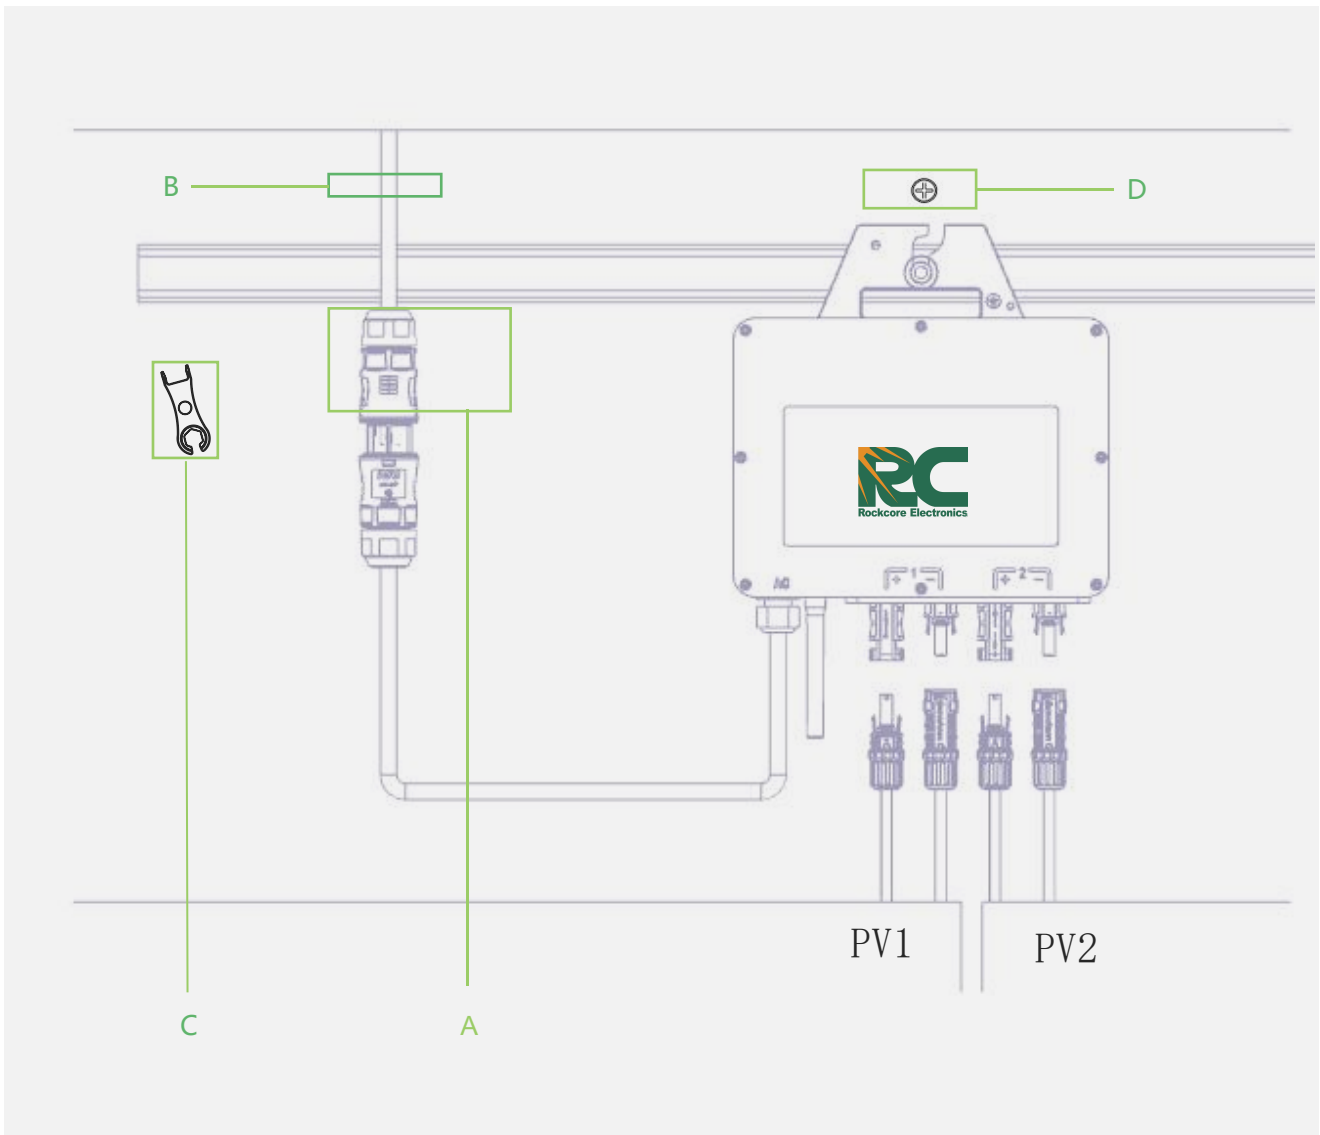 B
D
RC
Rockcore Electronics
AC
+ 1 -
+ 2 -
PV1
PV2
C
A